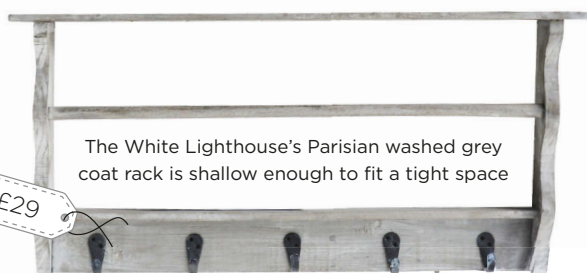 The White Lighthouse's Parisian washed grey
coat rack is shallow enough to fit a tight space
£29